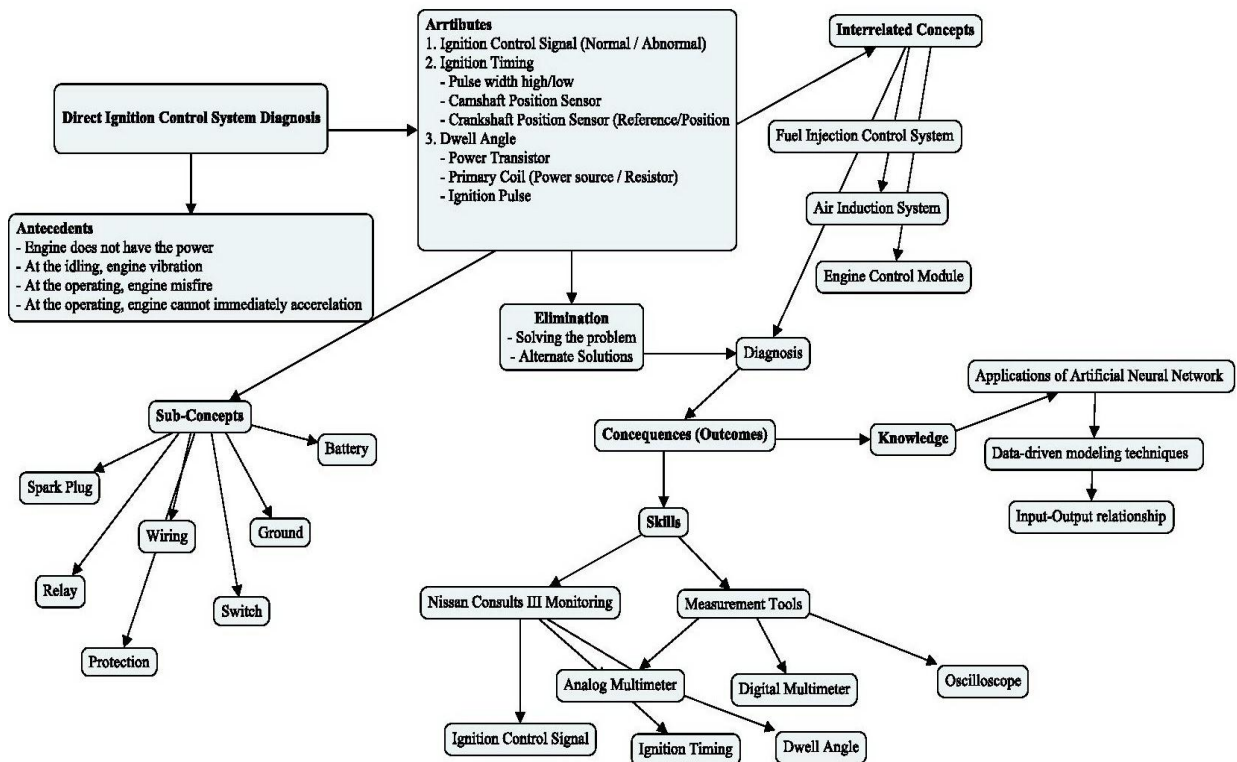 Direct Ignition Control System Diagnosis
Arrtibutes
1. Ignition Control Signal (Normal / Abnormal)
2. Ignition Timing
- Pulse width high/low
- Camshaft Position Sensor
- Crankshaft Position Sensor (Reference/Position
3. Dwell Angle
- Power Transistor
- Primary Coil (Power source / Resistor)
- Ignition Pulse
Interrelated Concepts
Fuel Injection Control System
Air Induction System
Engine Control Module
Antecedents
- Engine does not have the power
- At the idling, engine vibration
- At the operating, engine misfire
- At the operating, engine cannot immediately accerelation
Elimination
- Solving the problem
- Alternate Solutions
Diagnosis
Applications of Artificial Neural Network
Sub-Concepts
Concequences (Outcomes)
Knowledge
Battery
Data-driven modeling techniques
Spark Plug
Input-Output relationship
Wiring
Ground
Skills
Relay
Switch
Nissan Consults III Monitoring
Measurement Tools
Protection
Analog Multimeter
Digital Multimeter
Oscilloscope
Ignition Control Signal
Ignition Timing
Dwell Angle